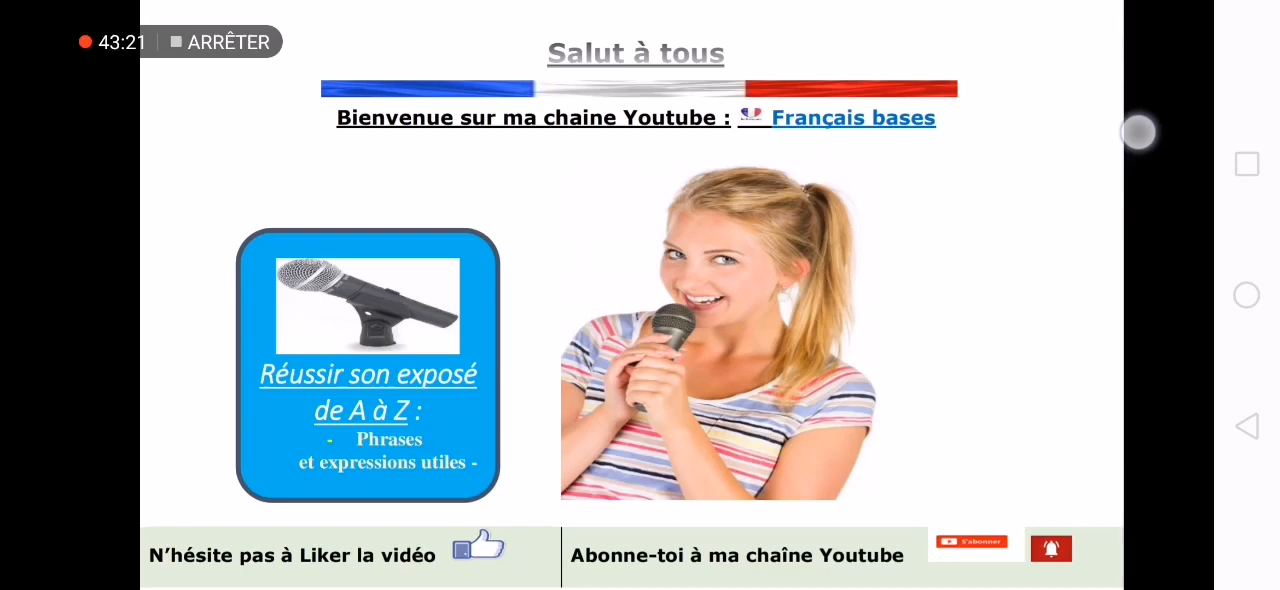 43:21 ARRÊTER
Salut à tous
Bienvenue sur ma chaine Youtube : Français bases
Réussir son exposé
de A à Z :
- Phrases
et expressions utiles -
N’hésite pas à Liker la vidéo
Abonne-toi à ma chaîne Youtube
S'abonner